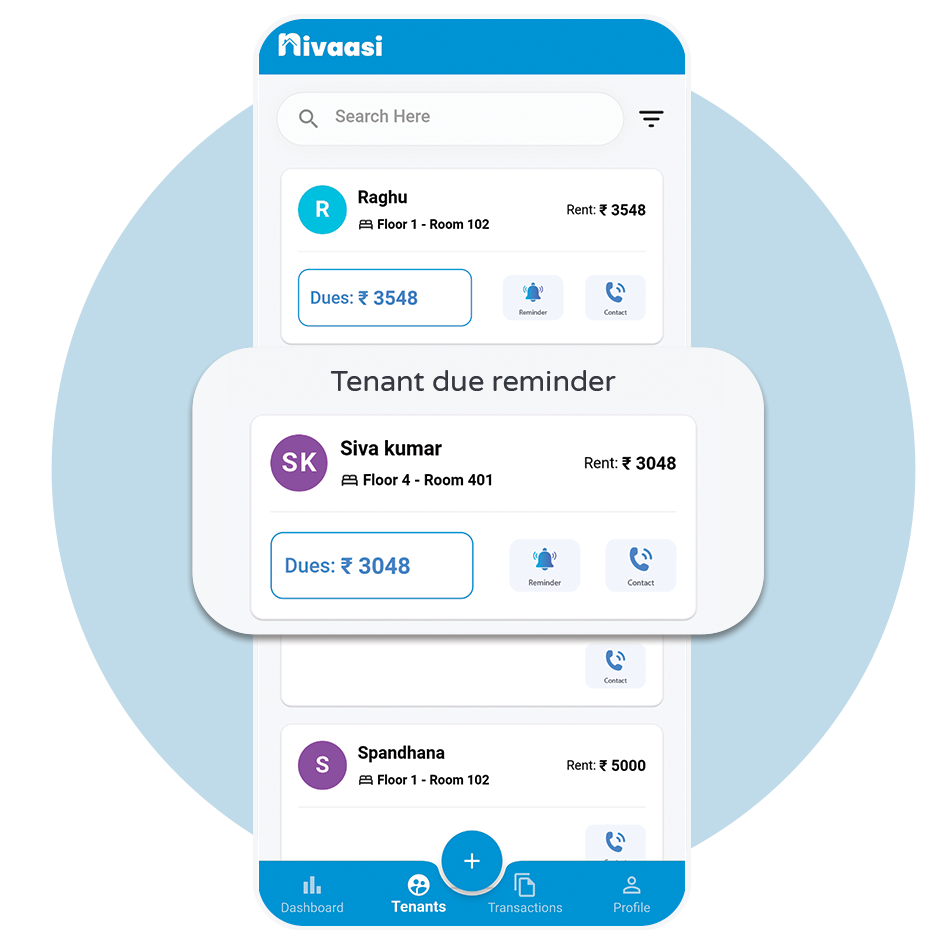 Nivaasi
Search Here
R
Raghu
Floor 1 - Room 102
Rent: ₹ 3548
Dues: ₹ 3548
Reminder
Contact
Tenant due reminder
SK
Siva kumar
Floor 4 - Room 401
Rent: ₹ 3048
Dues: ₹ 3048
Reminder
Contact
Contact
S
Spandhana
Floor 1 - Room 102
Rent: ₹ 5000
+
Dashboard
Tenants
Transactions
Profile